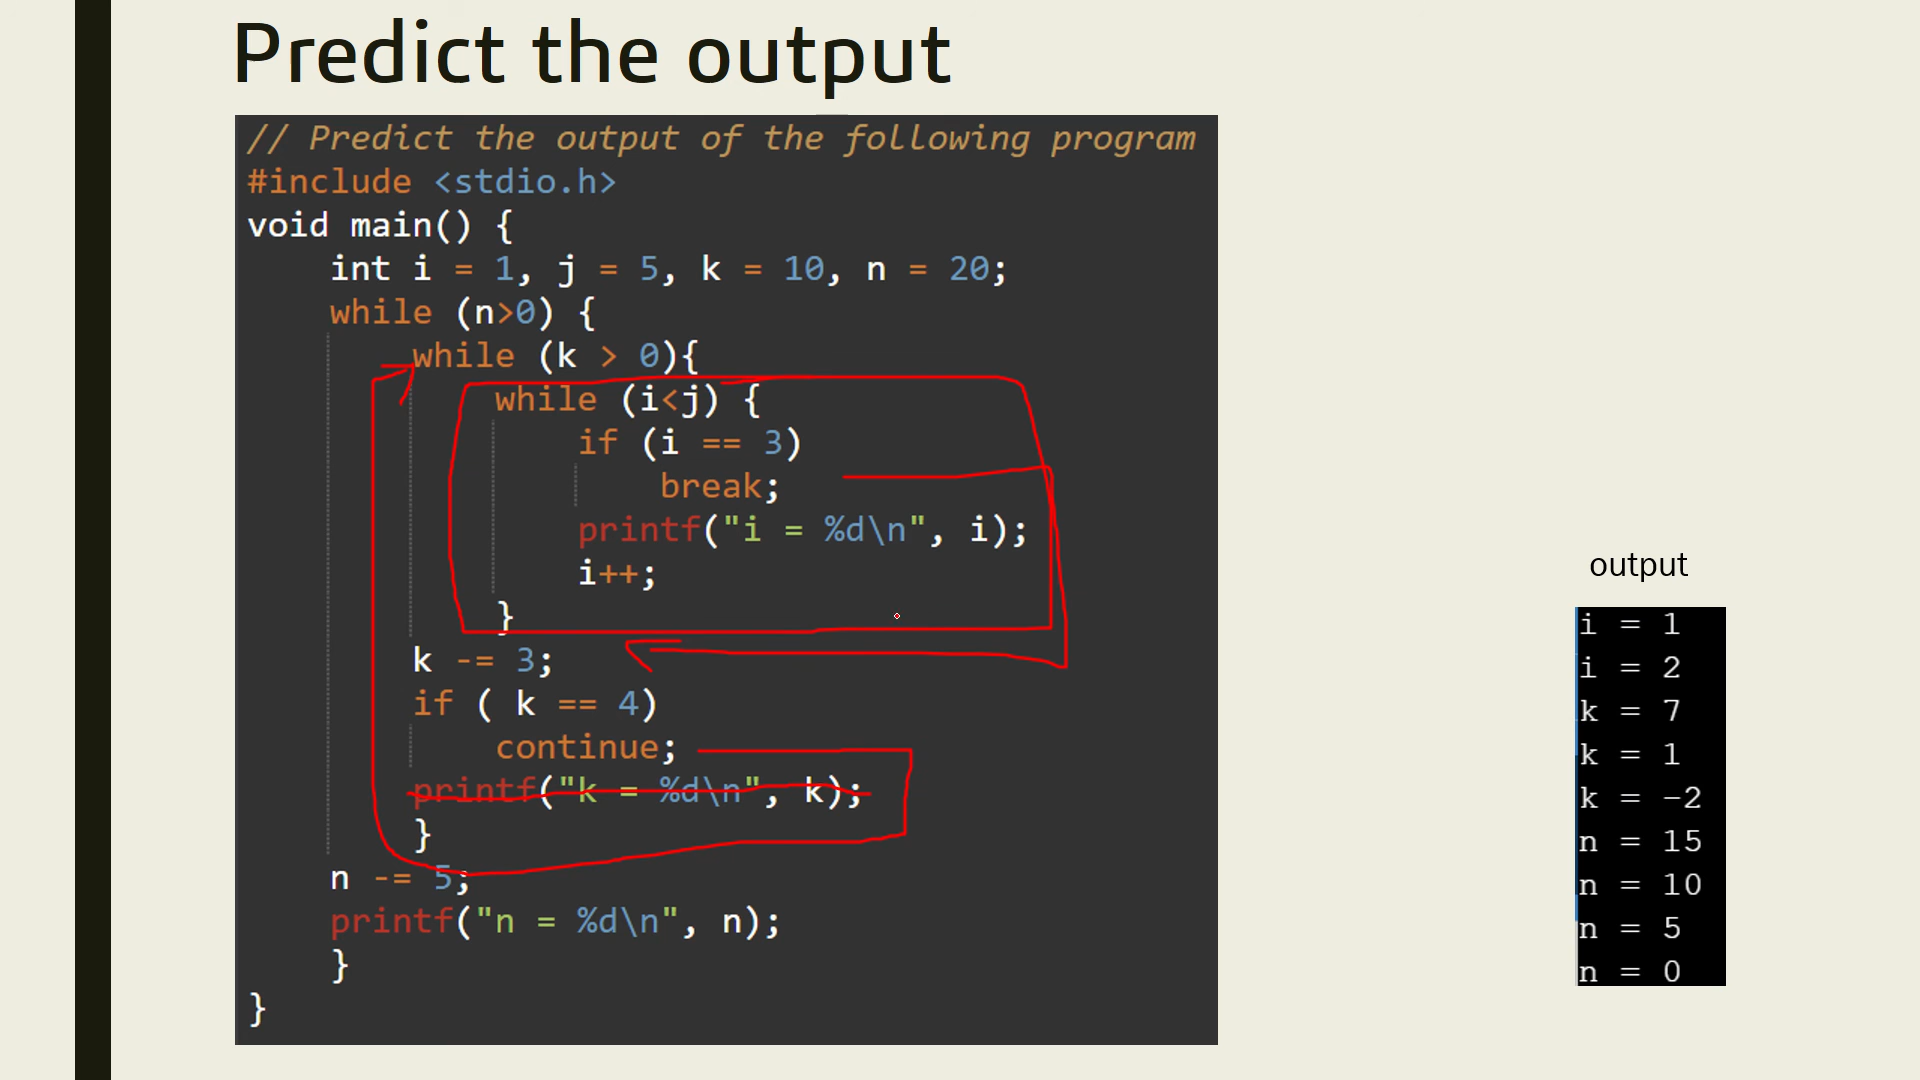 Predict the output
// Predict the output of the following program
#include <stdio.h>
void main() {
int i = 1, j = 5, k = 10, n = 20;
while (n>0) {
while (k > 0){
while (i<j) {
if (i == 3)
break;
printf("i = %d\n", i);
i++;
}
k -= 3;
if ( k == 4)
continue;
printf("k = %d\n", k);
}
n -= 5;
printf("n = %d\n", n);
}
}
output
i = 1
i = 2
k = 7
k = 1
k = -2
n = 15
n = 10
n = 5
n = 0